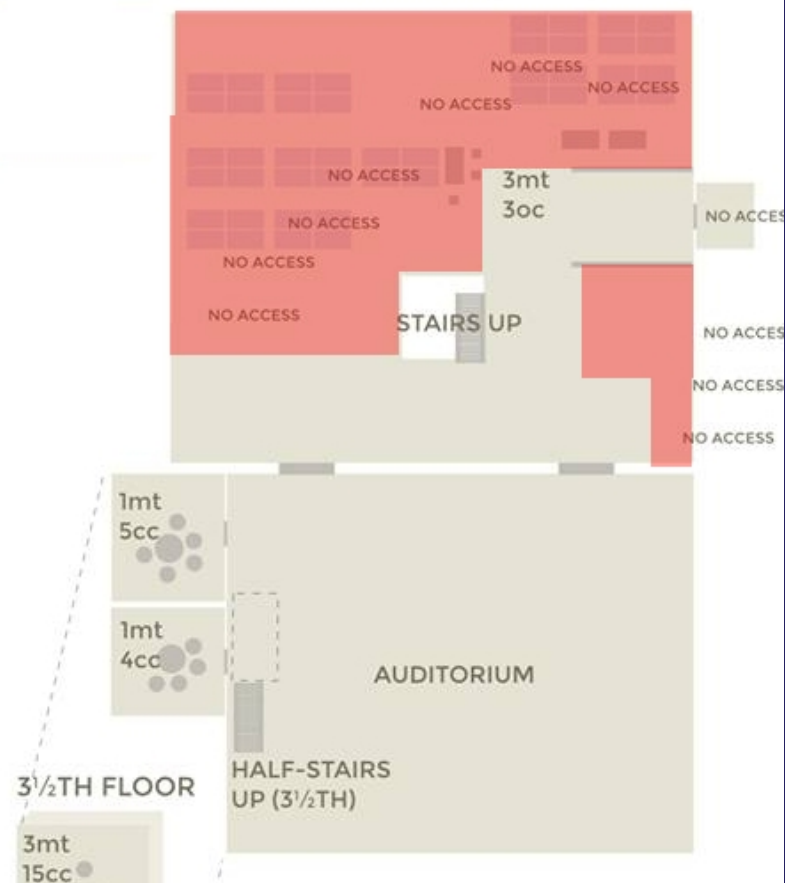 NO ACCESS
NO ACCESS
NO ACCESS
NO ACCESS
3mt
3oc
NO ACCES
NO ACCESS
NO ACCESS
NO ACCESS
STAIRS UP
NO ACCES
NO ACCESS
NO ACCESS
1mt
5cc
1mt
4cc
AUDITORIUM
HALF-STAIRS
UP (3½TH)
3½TH FLOOR
3mt
15cc